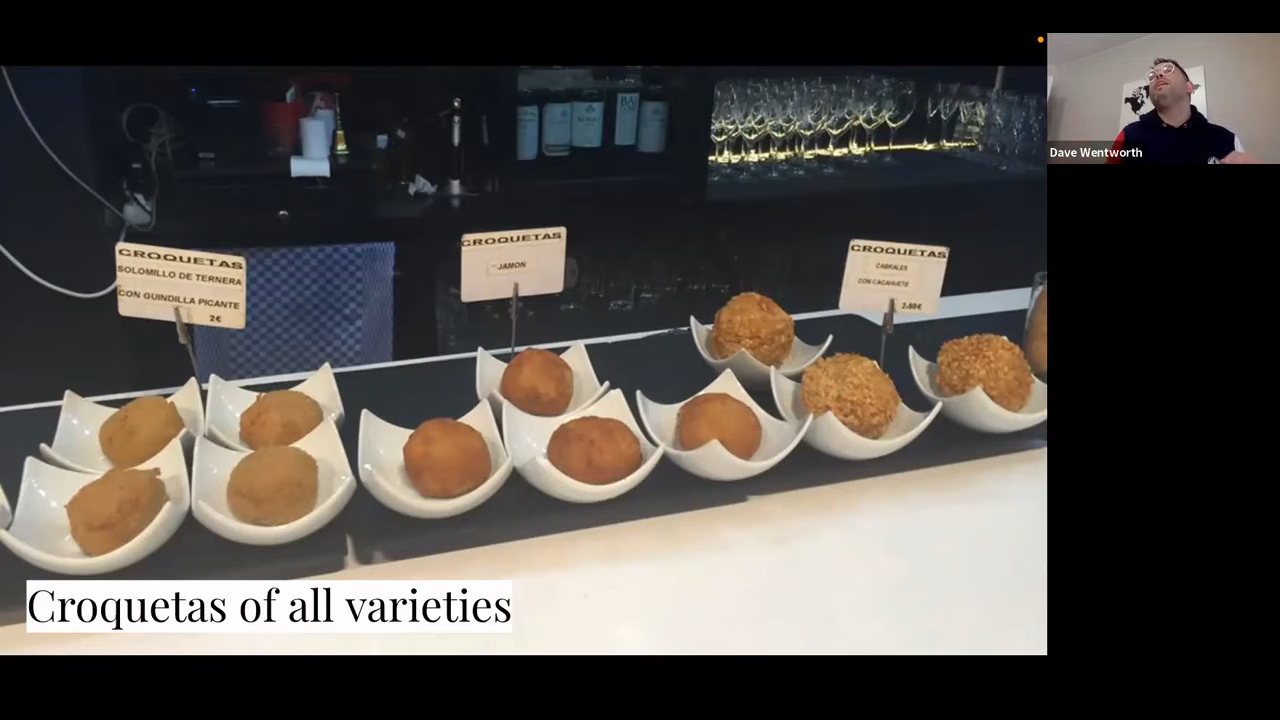 Dave Wentworth
CROQUETAS
SOLOMILLO DE TERNERA
CON GUINDILLA PICANTE
2€
CROQUETAS
JAMON
CROQUETAS
CABRALES
CON CACAHUETE
2.50€
Croquetas of all varieties